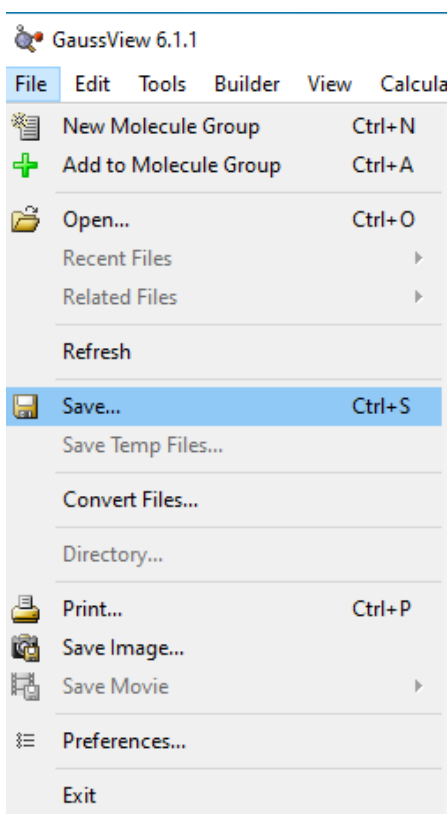 GaussView 6.1.1
File Edit Tools Builder View Calcula
New Molecule Group Ctrl+N
Add to Molecule Group Ctrl+A
Open... Ctrl+O
Recent Files
Related Files
Refresh
Save... Ctrl+S
Save Temp Files...
Convert Files...
Directory...
Print... Ctrl+P
Save Image...
Save Movie
Preferences...
Exit